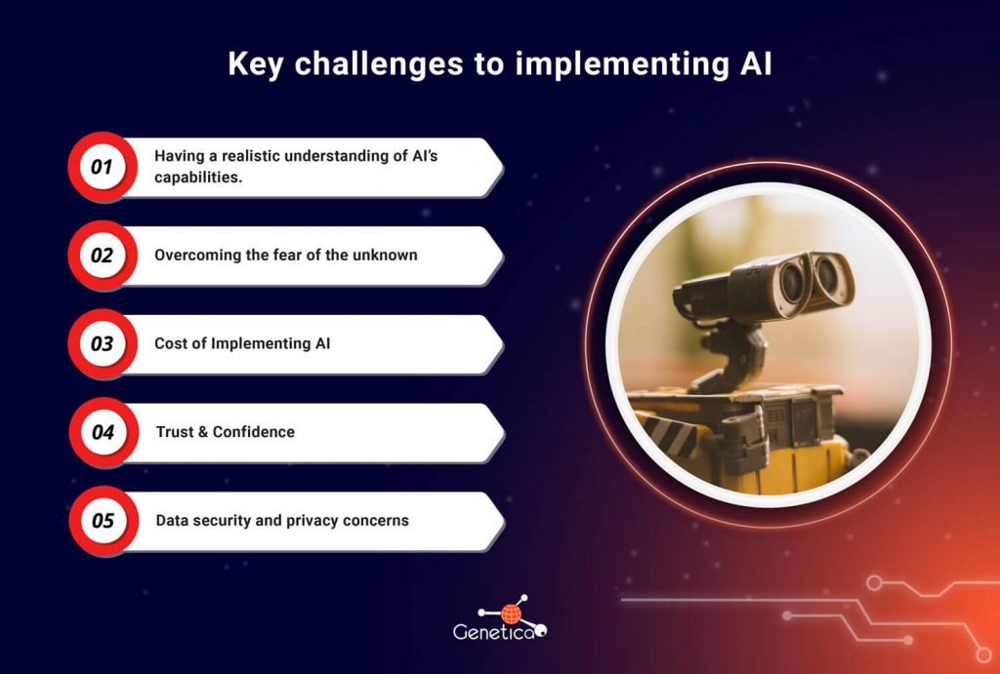 Key challenges to implementing AI
01
Having a realistic understanding of AI's
capabilities.
02
Overcoming the fear of the unknown
03
Cost of Implementing AI
04
Trust & Confidence
05
Data security and privacy concerns
Genetica